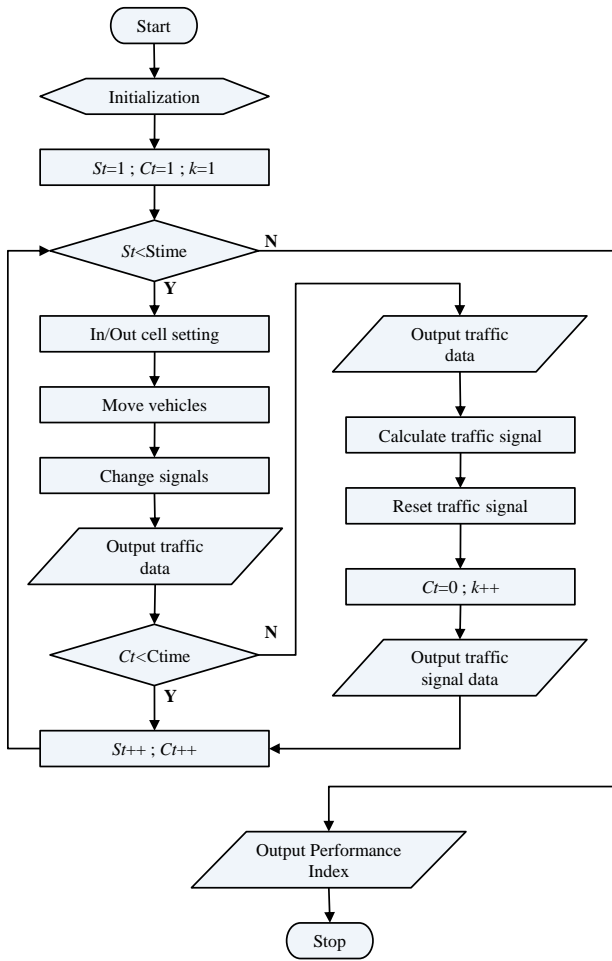 Start
Initialization
St=1 ; Ct=1 ; k=1
St<Stime
N
Y
In/Out cell setting
Move vehicles
Change signals
Output traffic
data
Ct<Ctime
N
Y
St++ ; Ct++
Output traffic
data
Calculate traffic signal
Reset traffic signal
Ct=0 ; k++
Output traffic
signal data
Output Performance
Index
Stop